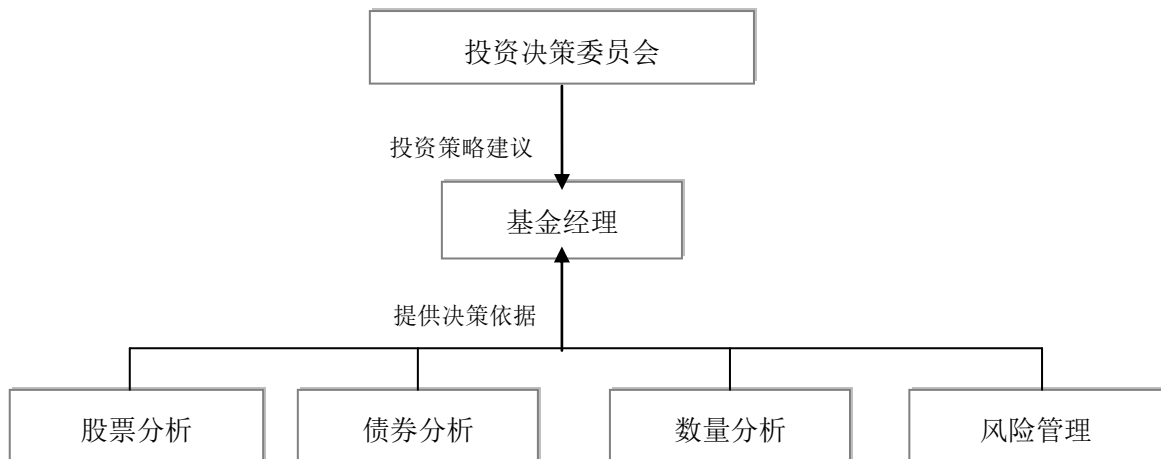 投资决策委员会
投资策略建议
基金经理
提供决策依据
股票分析
债券分析
数量分析
风险管理